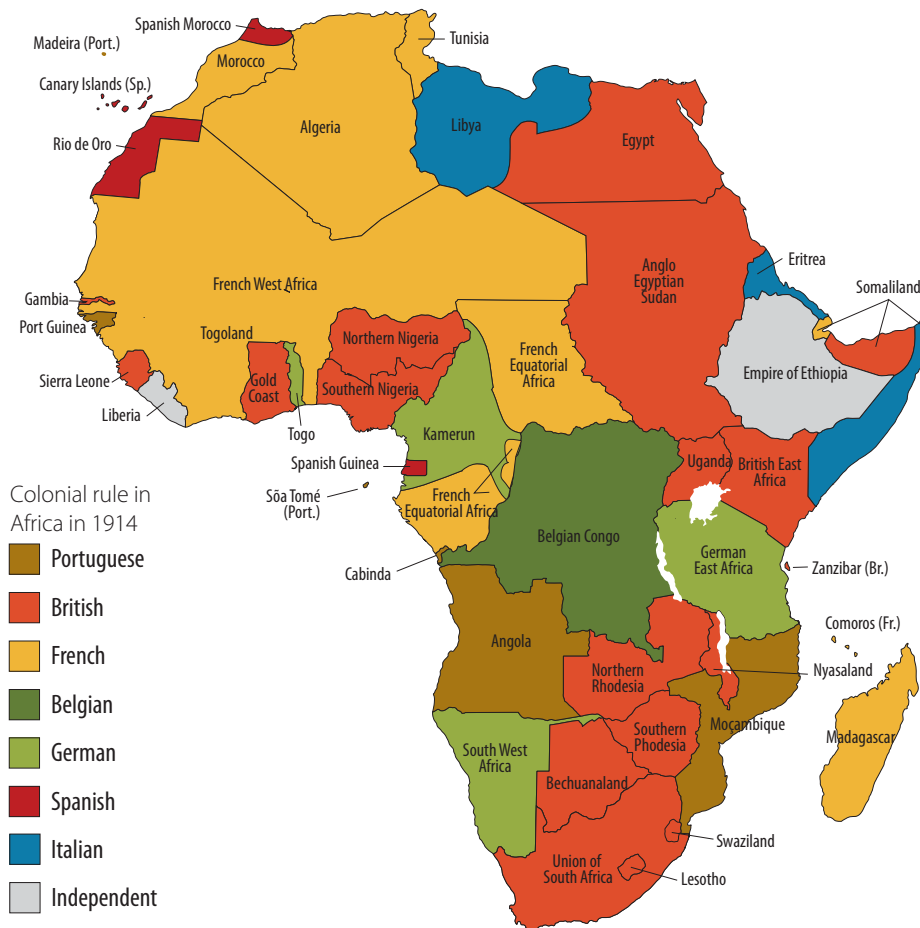 Spanish Morocco
Madeira (Port.)
Tunisia
Morocco
Canary Islands (Sp.)
Algeria
Libya
Rio de Oro
Egypt
Eritrea
Anglo
Egyptian
Sudan
French West Africa
Somaliland
Gambia
Port Guinea
Togoland
Northern Nigeria
French
Equatorial
Africa
Empire of Ethiopia
Sierra Leone
Gold
Coast
Southern Nigeria
Liberia
Togo
Kamerun
Spanish Guinea
Uganda
British East
Africa
Sõa Tomé
(Port.)
French
Equatorial Africa
Belgian Congo
German
East Africa
Zanzibar (Br.)
Cabinda
Comoros (Fr.)
Angola
Northern
Rhodesia
Nyasaland
Moçambique
Madagascar
South West
Africa
Southern
Phodesia
Bechuanaland
Swaziland
Union of
South Africa
Lesotho
Colonial rule in
Africa in 1914
Portuguese
British
French
Belgian
German
Spanish
Italian
Independent